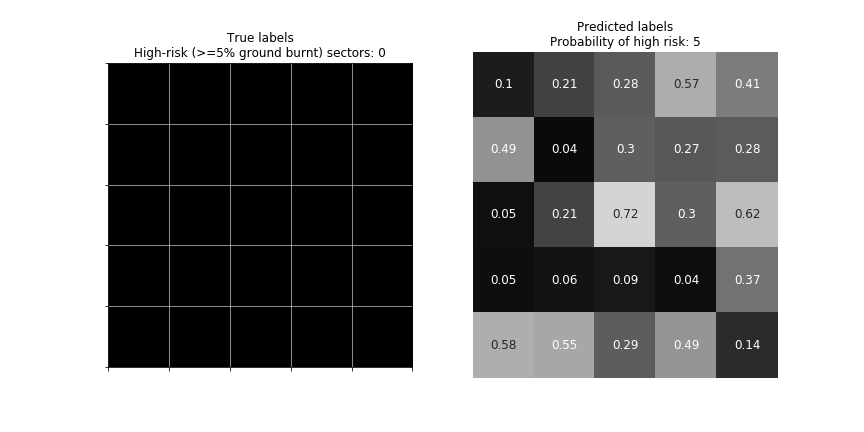 True labels
High-risk (>=5% ground burnt) sectors: 0
Predicted labels
Probability of high risk: 5
0.1 0.21 0.28 0.57 0.41
0.49 0.04 0.3 0.27 0.28
0.05 0.21 0.72 0.3 0.62
0.05 0.06 0.09 0.04 0.37
0.58 0.55 0.29 0.49 0.14